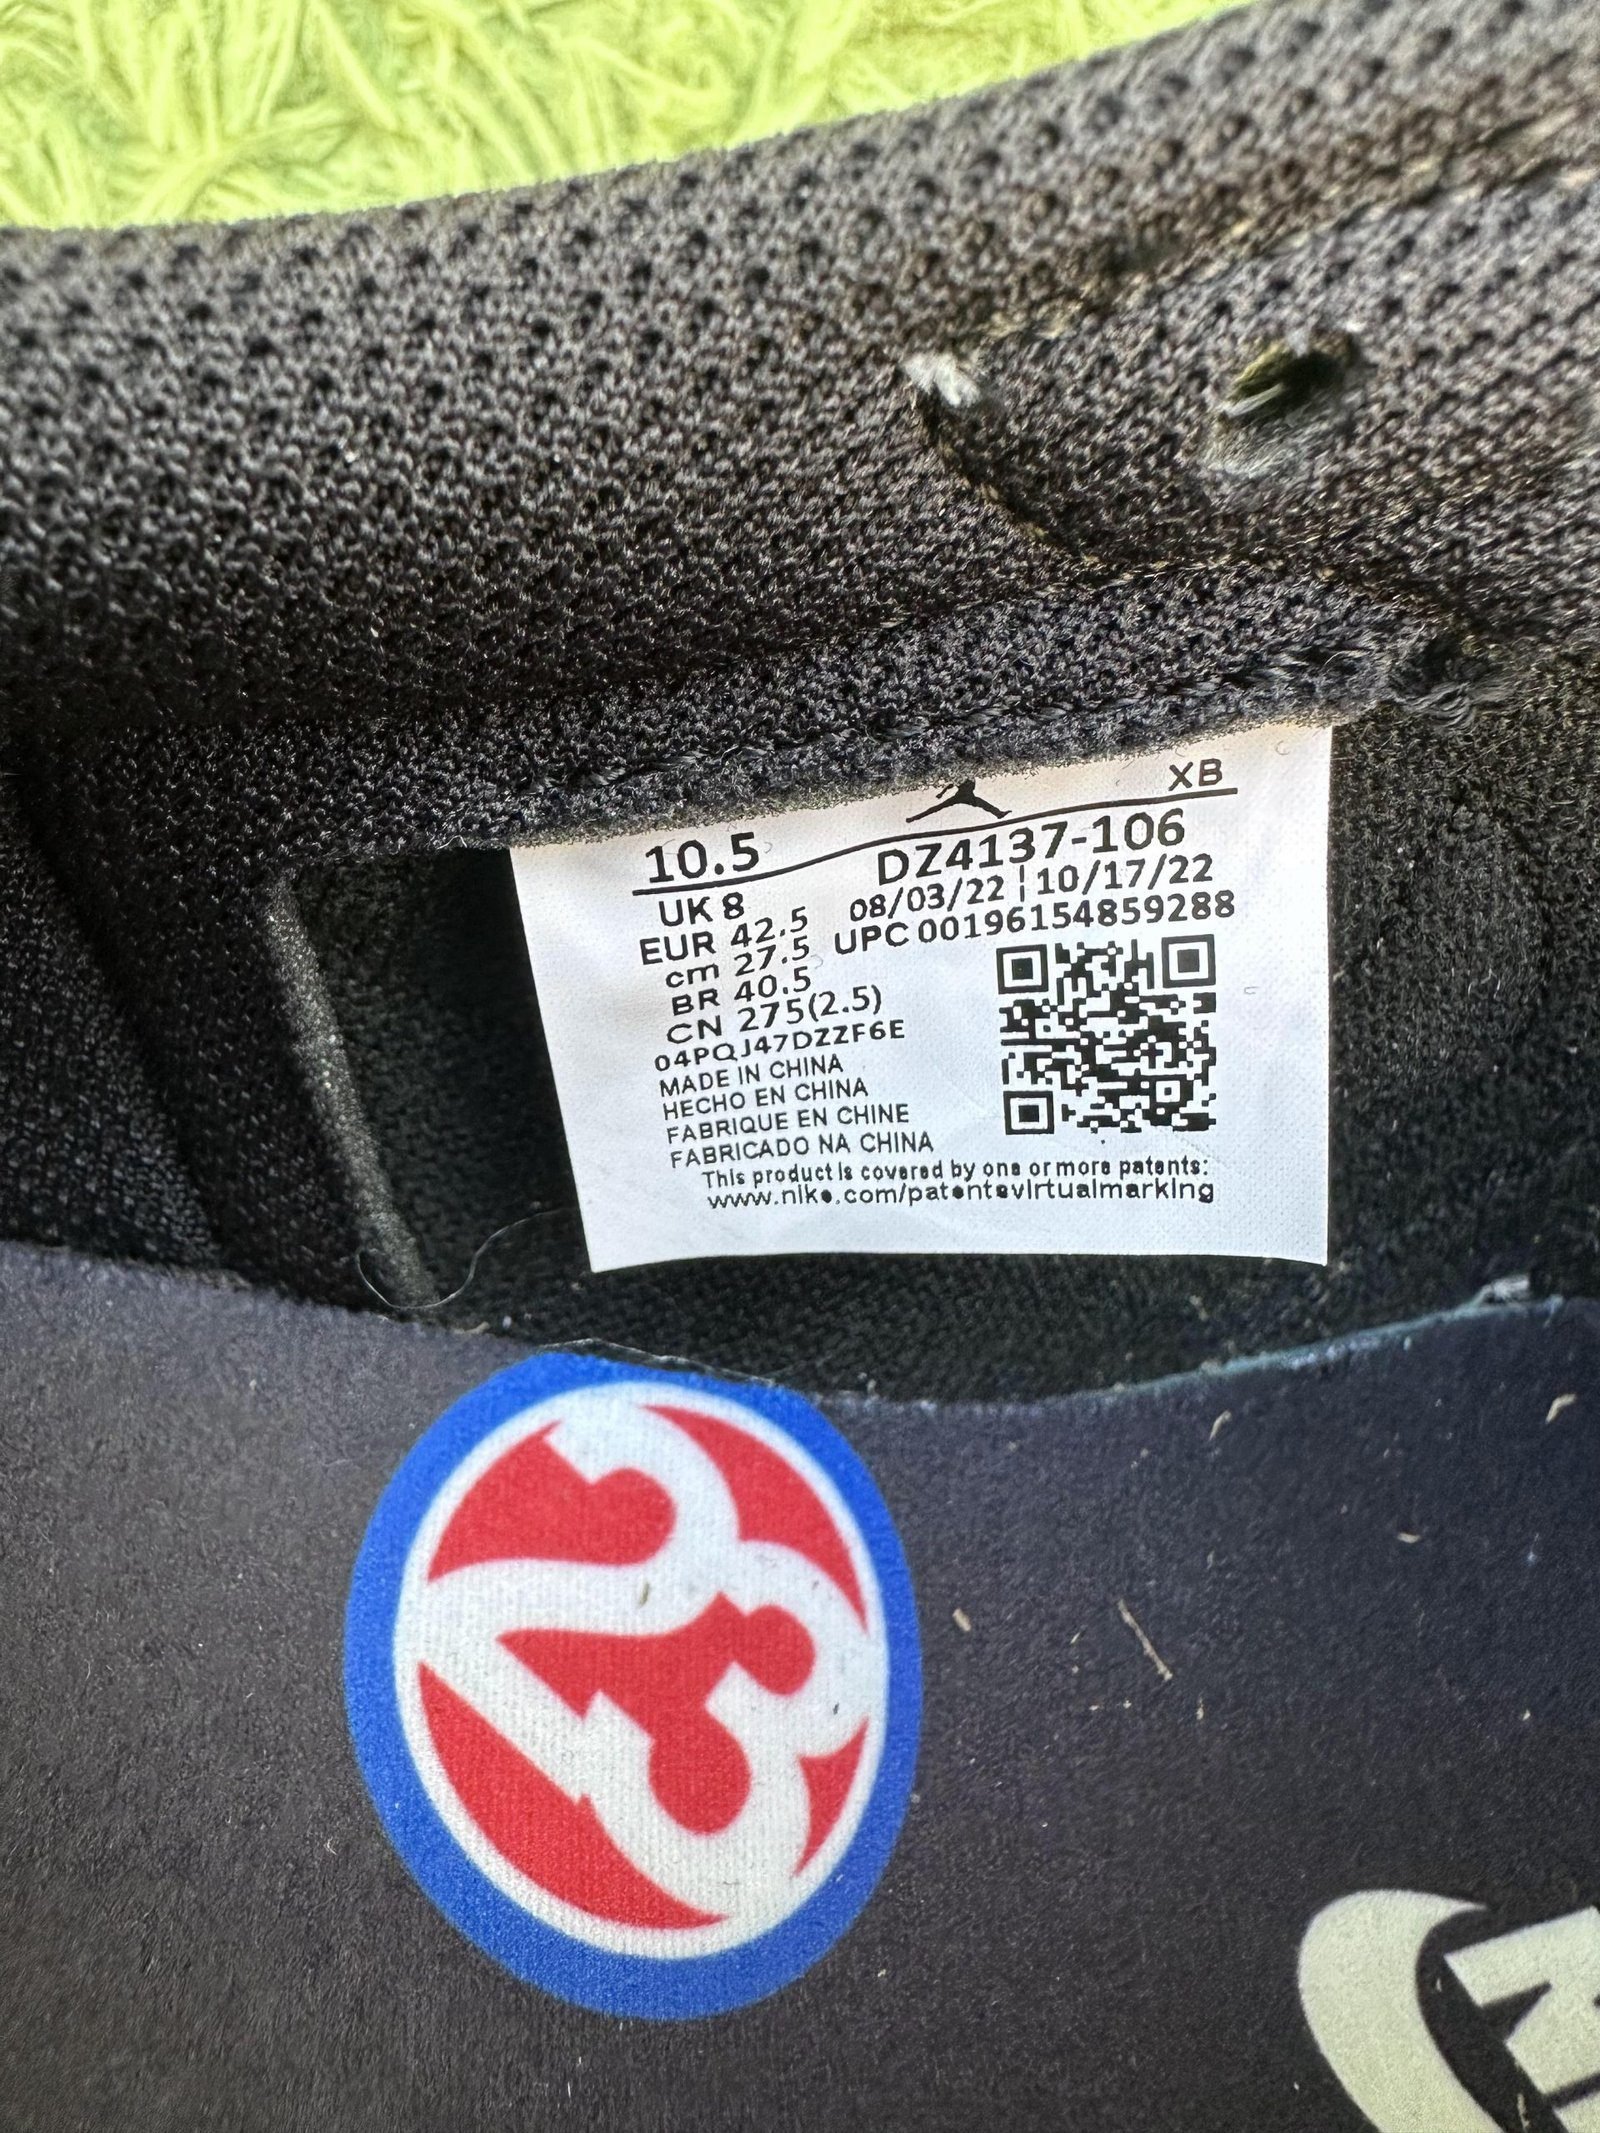 XB
10.5
DZ4137-106
UK 8
08/03/22 ¦ 10/17/22
EUR 42.5
UPC 00196154859288
cm 27.5
BR 40.5
CN 275(2.5)
04PQJ47DZZF6E
MADE IN CHINA
HECHO EN CHINA
FABRIQUE EN CHINE
FABRICADO NA CHINA
This product is covered by one or more patents:
www.nike.com/patentsvirtualmarking
23